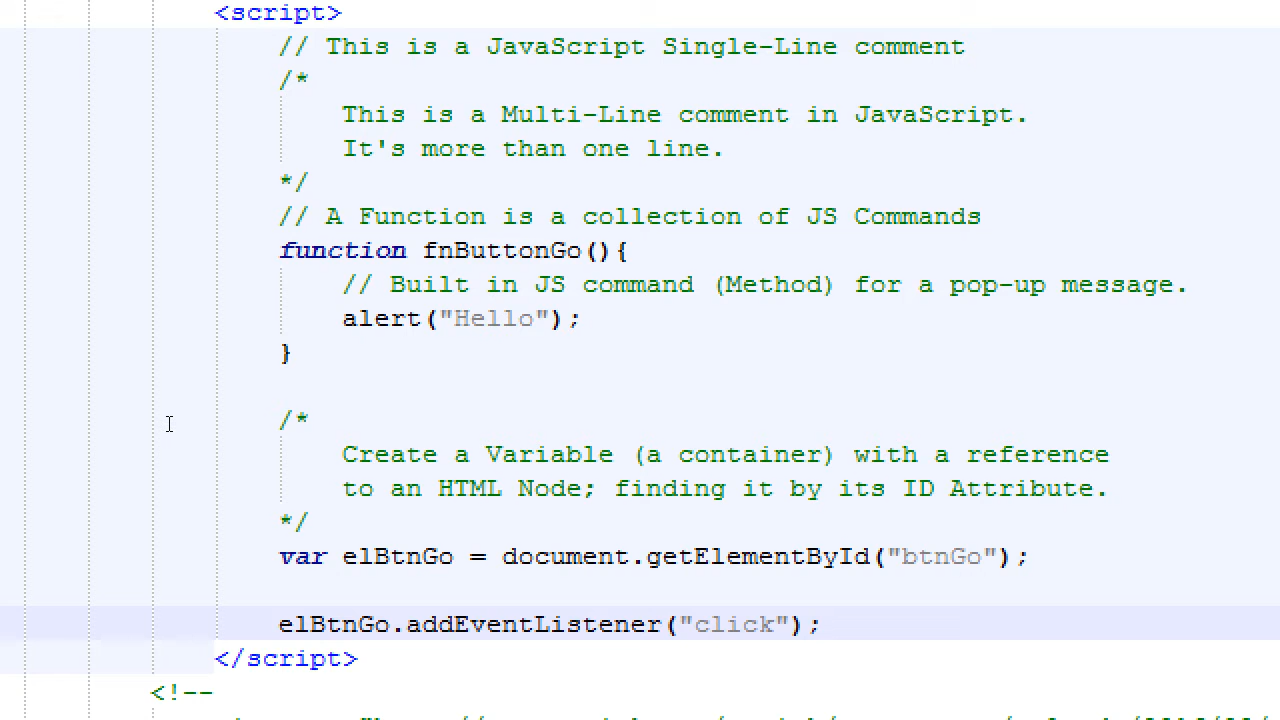 <script>
// This is a JavaScript Single-Line comment
/*
This is a Multi-Line comment in JavaScript.
It's more than one line.
*/
// A Function is a collection of JS Commands
function fnButtonGo(){
// Built in JS command (Method) for a pop-up message.
alert("Hello");
}
/*
Create a Variable (a container) with a reference
to an HTML Node; finding it by its ID Attribute.
*/
var elBtnGo = document.getElementById("btnGo");
elBtnGo.addEventListener("click");
</script>
<!--